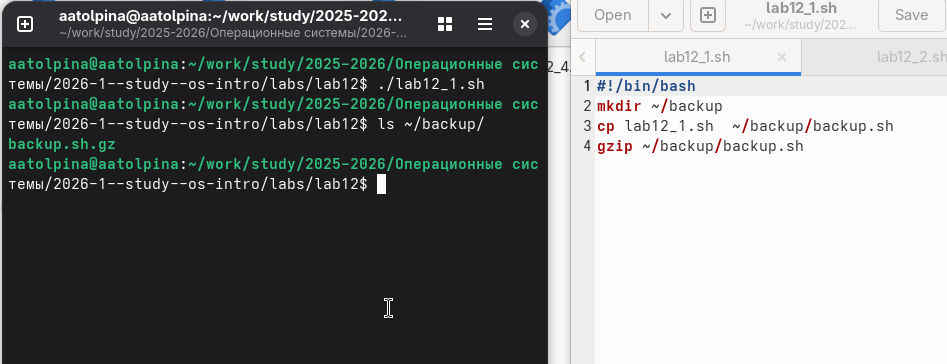 aatolpina@aatolpina:~/work/study/2025-202...
~/work/study/2025-2026/Операционные системы/2026-...
aatolpina@aatolpina:~/work/study/2025-2026/Операционные сис
темы/2026-1--study--os-intro/labs/lab12$ ./lab12_1.sh
aatolpina@aatolpina:~/work/study/2025-2026/Операционные сис
темы/2026-1--study--os-intro/labs/lab12$ ls ~/backup/
backup.sh.gz
aatolpina@aatolpina:~/work/study/2025-2026/Операционные сис
темы/2026-1--study--os-intro/labs/lab12$
2_4
Open
lab12_1.sh
~/work/study/202...
Save
lab12_1.sh
lab12_2.sh
1 #!/bin/bash
2 mkdir ~/backup
3 cp lab12_1.sh  ~/backup/backup.sh
4 gzip ~/backup/backup.sh